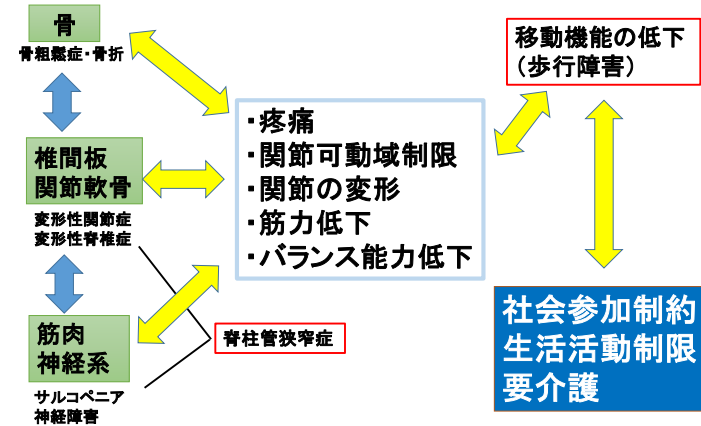 骨
骨粗鬆症・骨折
椎間板
関節軟骨
変形性関節症
変形性脊椎症
筋肉
神経系
サルコペニア
神経障害
脊柱管狭窄症
・疼痛
・関節可動域制限
・関節の変形
・筋力低下
・バランス能力低下
移動機能の低下
（歩行障害）
社会参加制約
生活活動制限
要介護